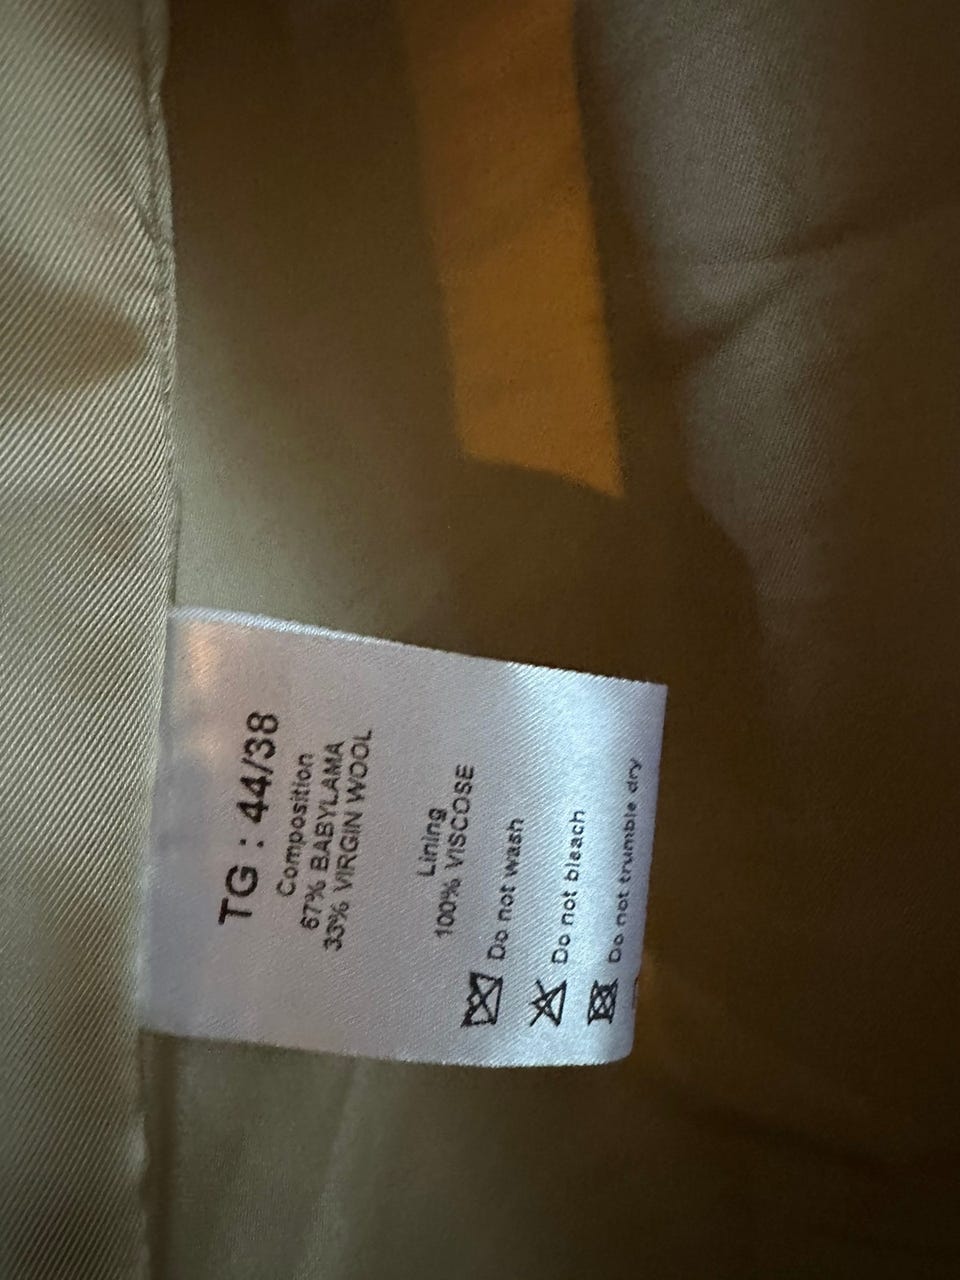 TG : 44/38
Composition
67% BABYLAMA
33% VIRGIN WOOL
Lining
100% VISCOSE
Do not wash
Do not bleach
Do not trumble dry